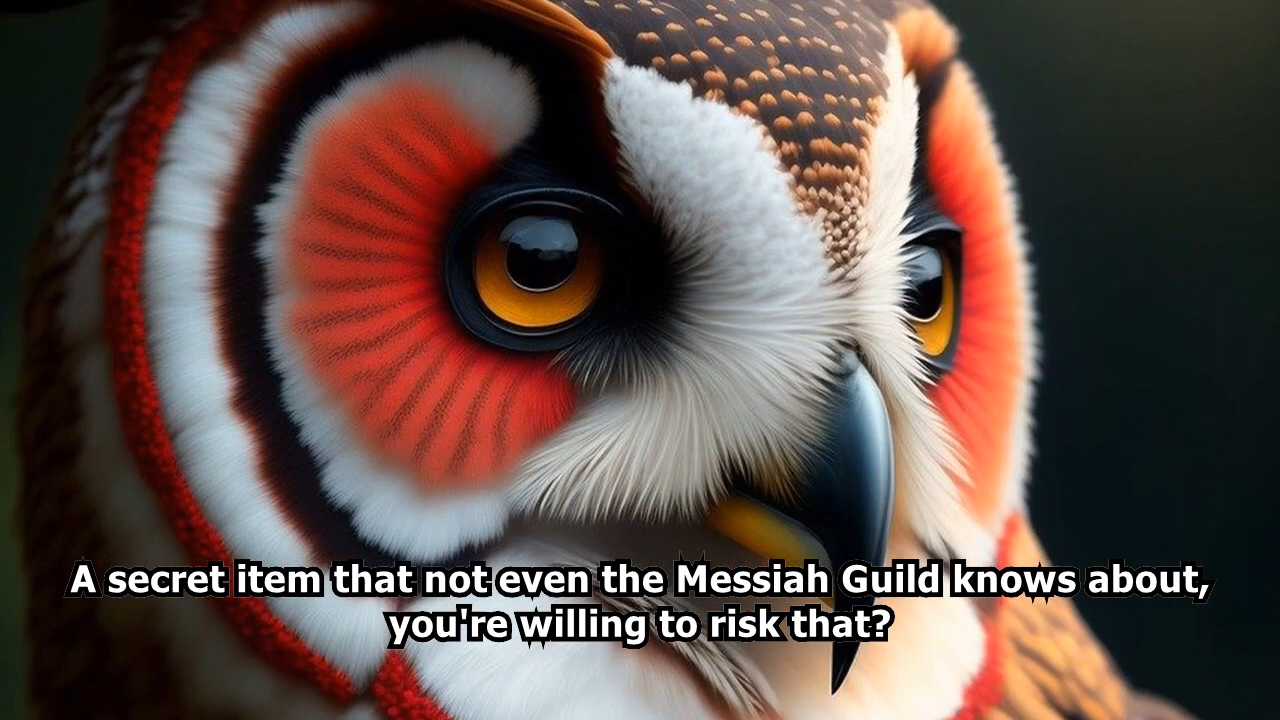 A secret item that not even the Messiah Guild knows about,
you're willing to risk that?